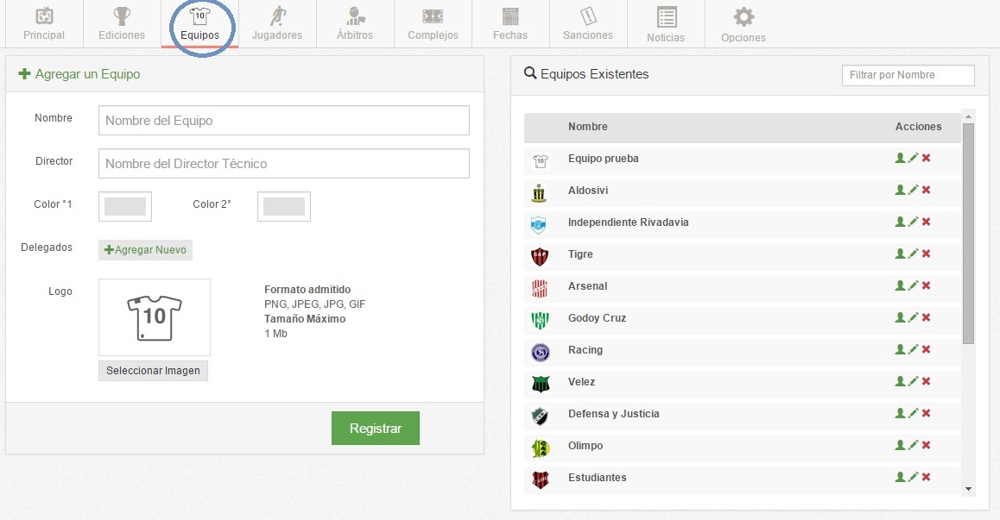 Principal
Ediciones
10
Equipos
Jugadores
Árbitros
Complejos
Fechas
Sanciones
Noticias
Opciones
Agregar un Equipo
Nombre
Nombre del Equipo
Director
Nombre del Director Técnico
Color °1
Color 2°
Delegados
Agregar Nuevo
Logo
10
Formato admitido
PNG, JPEG, JPG, GIF
Tamaño Máximo
1 Mb
Seleccionar Imagen
Registrar
Equipos Existentes
Filtrar por Nombre
Nombre
Acciones
10
Equipo prueba
Aldosivi
Independiente Rivadavia
CAP
Tigre
Arsenal
Godoy Cruz
Racing
Velez
Defensa y Justicia
Olimpo
Estudiantes